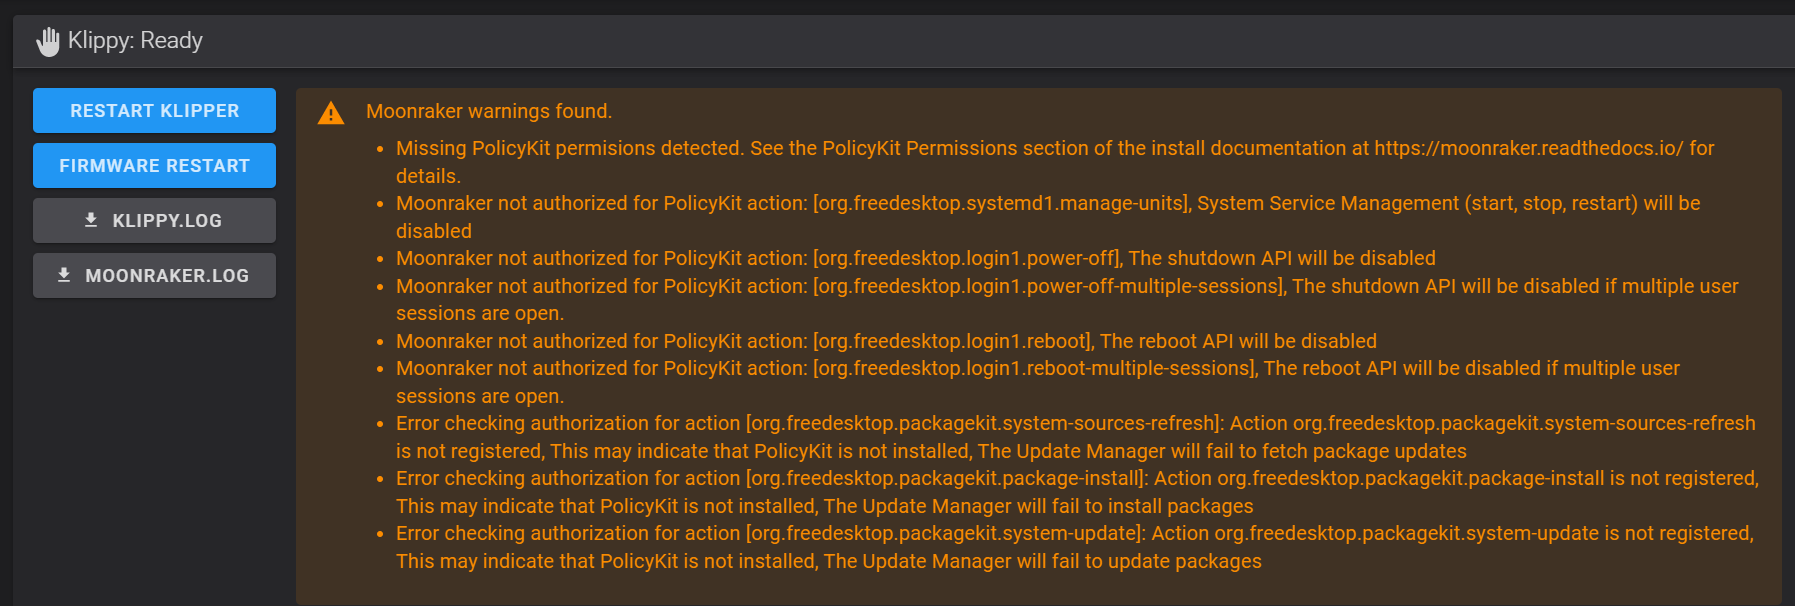 Klippy: Ready
RESTART KLIPPER
FIRMWARE RESTART
KLIPPY.LOG
MOONRAKER.LOG
Moonraker warnings found.
Missing PolicyKit permisions detected. See the PolicyKit Permissions section of the install documentation at https://moonraker.readthedocs.io/ for
details.
Moonraker not authorized for PolicyKit action: [org.freedesktop.systemd1.manage-units], System Service Management (start, stop, restart) will be
disabled
Moonraker not authorized for PolicyKit action: [org.freedesktop.login1.power-off], The shutdown API will be disabled
Moonraker not authorized for PolicyKit action: [org.freedesktop.login1.power-off-multiple-sessions], The shutdown API will be disabled if multiple user
sessions are open.
Moonraker not authorized for PolicyKit action: [org.freedesktop.login1.reboot], The reboot API will be disabled
Moonraker not authorized for PolicyKit action: [org.freedesktop.login1.reboot-multiple-sessions], The reboot API will be disabled if multiple user
sessions are open.
Error checking authorization for action [org.freedesktop.packagekit.system-sources-refresh]: Action org.freedesktop.packagekit.system-sources-refresh
is not registered, This may indicate that PolicyKit is not installed, The Update Manager will fail to fetch package updates
Error checking authorization for action [org.freedesktop.packagekit.package-install]: Action org.freedesktop.packagekit.package-install is not registered,
This may indicate that PolicyKit is not installed, The Update Manager will fail to install packages
Error checking authorization for action [org.freedesktop.packagekit.system-update]: Action org.freedesktop.packagekit.system-update is not registered,
This may indicate that PolicyKit is not installed, The Update Manager will fail to update packages